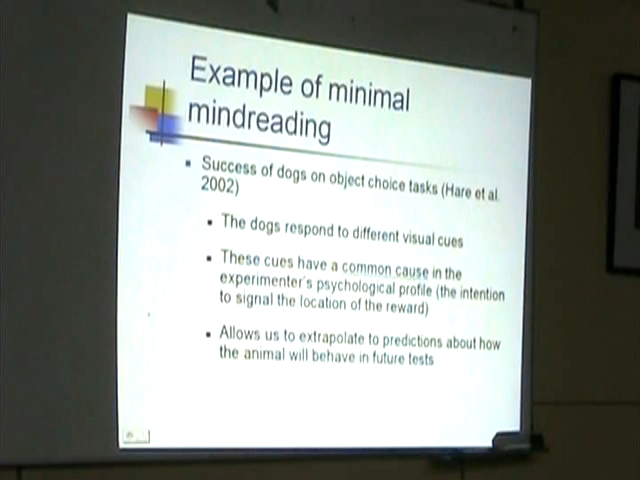 Example of minimal
mindreading
Success of dogs on object choice tasks (Hare et al.
2002)
The dogs respond to different visual cues
These cues have a common cause in the
experimenter's psychological profile (the intention
to signal the location of the reward)
Allows us to extrapolate to predictions about how
the animal will behave in future tests